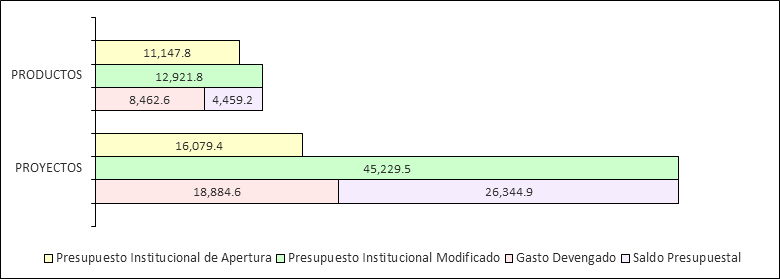 11,147.8
PRODUCTOS
12,921.8
8,462.6 4,459.2
16,079.4
PROYECTOS
45,229.5
18,884.6 26,344.9
Presupuesto Institucional de Apertura Presupuesto Institucional Modificado Gasto Devengado Saldo Presupuestal